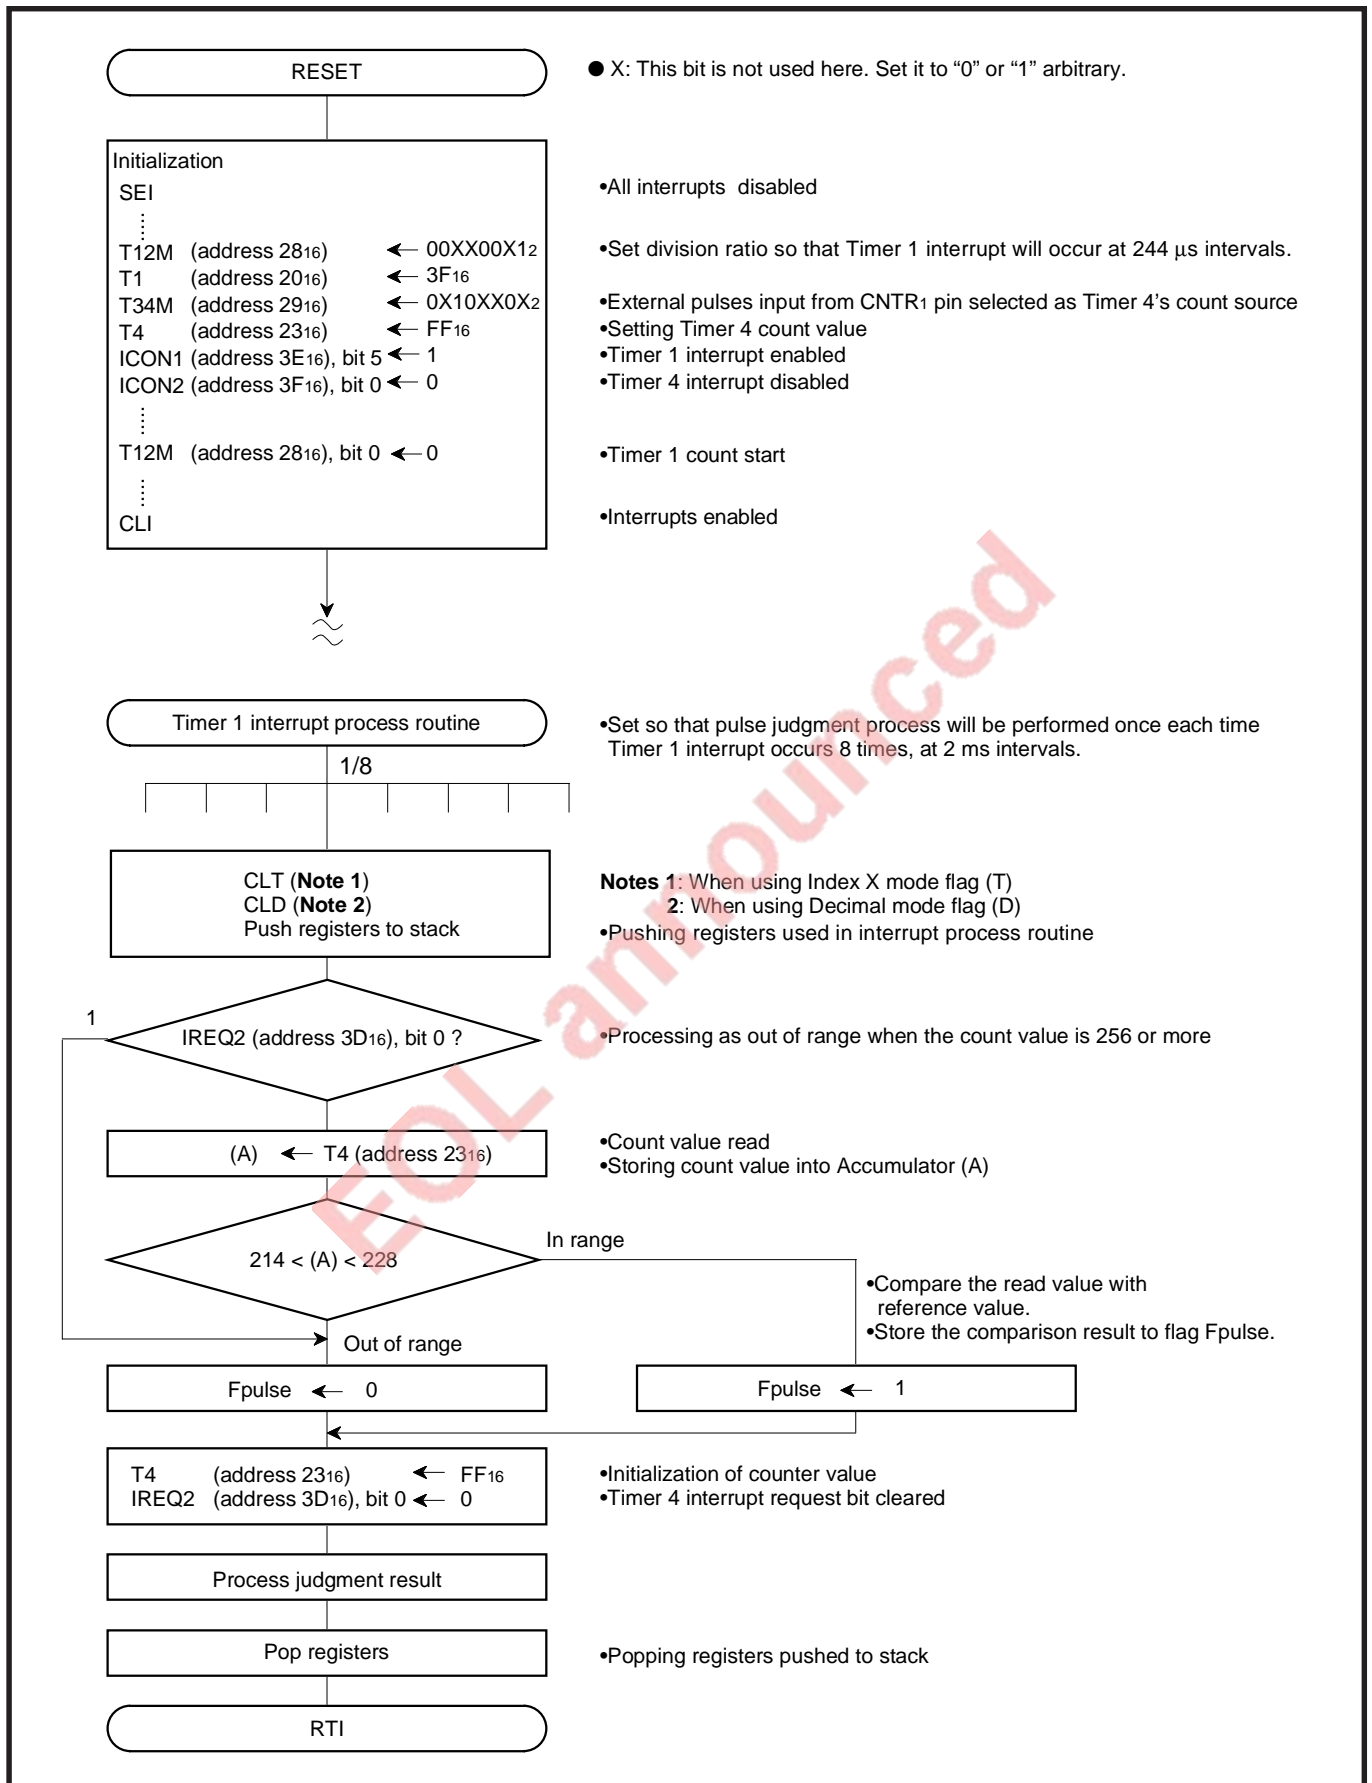 RESET
● X: This bit is not used here. Set it to “0” or “1” arbitrary.
Initialization
SEI
•All interrupts disabled
T12M (address 2816) ← 00XX00X12
•Set division ratio so that Timer 1 interrupt will occur at 244 μs intervals.
T1 (address 2016) ← 3F16
T34M (address 2916) ← 0X10XX0X2
•External pulses input from CNTR1 pin selected as Timer 4’s count source
T4 (address 2316) ← FF16
•Setting Timer 4 count value
ICON1 (address 3E16), bit 5 ← 1
•Timer 1 interrupt enabled
ICON2 (address 3F16), bit 0 ← 0
•Timer 4 interrupt disabled
T12M (address 2816), bit 0 ← 0
•Timer 1 count start
CLI
•Interrupts enabled
Timer 1 interrupt process routine
•Set so that pulse judgment process will be performed once each time
Timer 1 interrupt occurs 8 times, at 2 ms intervals.
1/8
CLT (Note 1)
CLD (Note 2)
Push registers to stack
Notes 1: When using Index X mode flag (T)
2: When using Decimal mode flag (D)
•Pushing registers used in interrupt process routine
1
IREQ2 (address 3D16), bit 0 ?
•Processing as out of range when the count value is 256 or more
(A) ← T4 (address 2316)
•Count value read
•Storing count value into Accumulator (A)
214 < (A) < 228
In range
•Compare the read value with
reference value.
•Store the comparison result to flag Fpulse.
Out of range
Fpulse ← 0
Fpulse ← 1
T4 (address 2316) ← FF16
•Initialization of counter value
IREQ2 (address 3D16), bit 0 ← 0
•Timer 4 interrupt request bit cleared
Process judgment result
Pop registers
•Popping registers pushed to stack
RTI
EOL announced